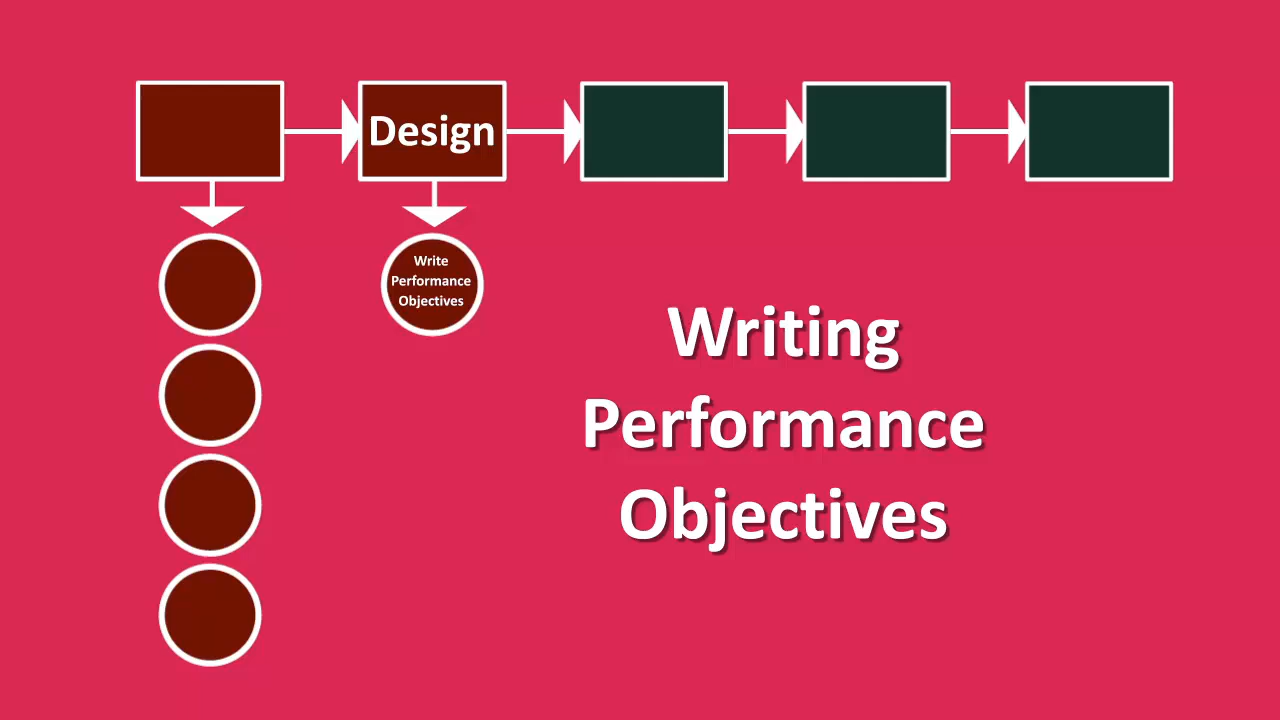 Design
Write
Performance
Objectives
Writing
Performance
Objectives